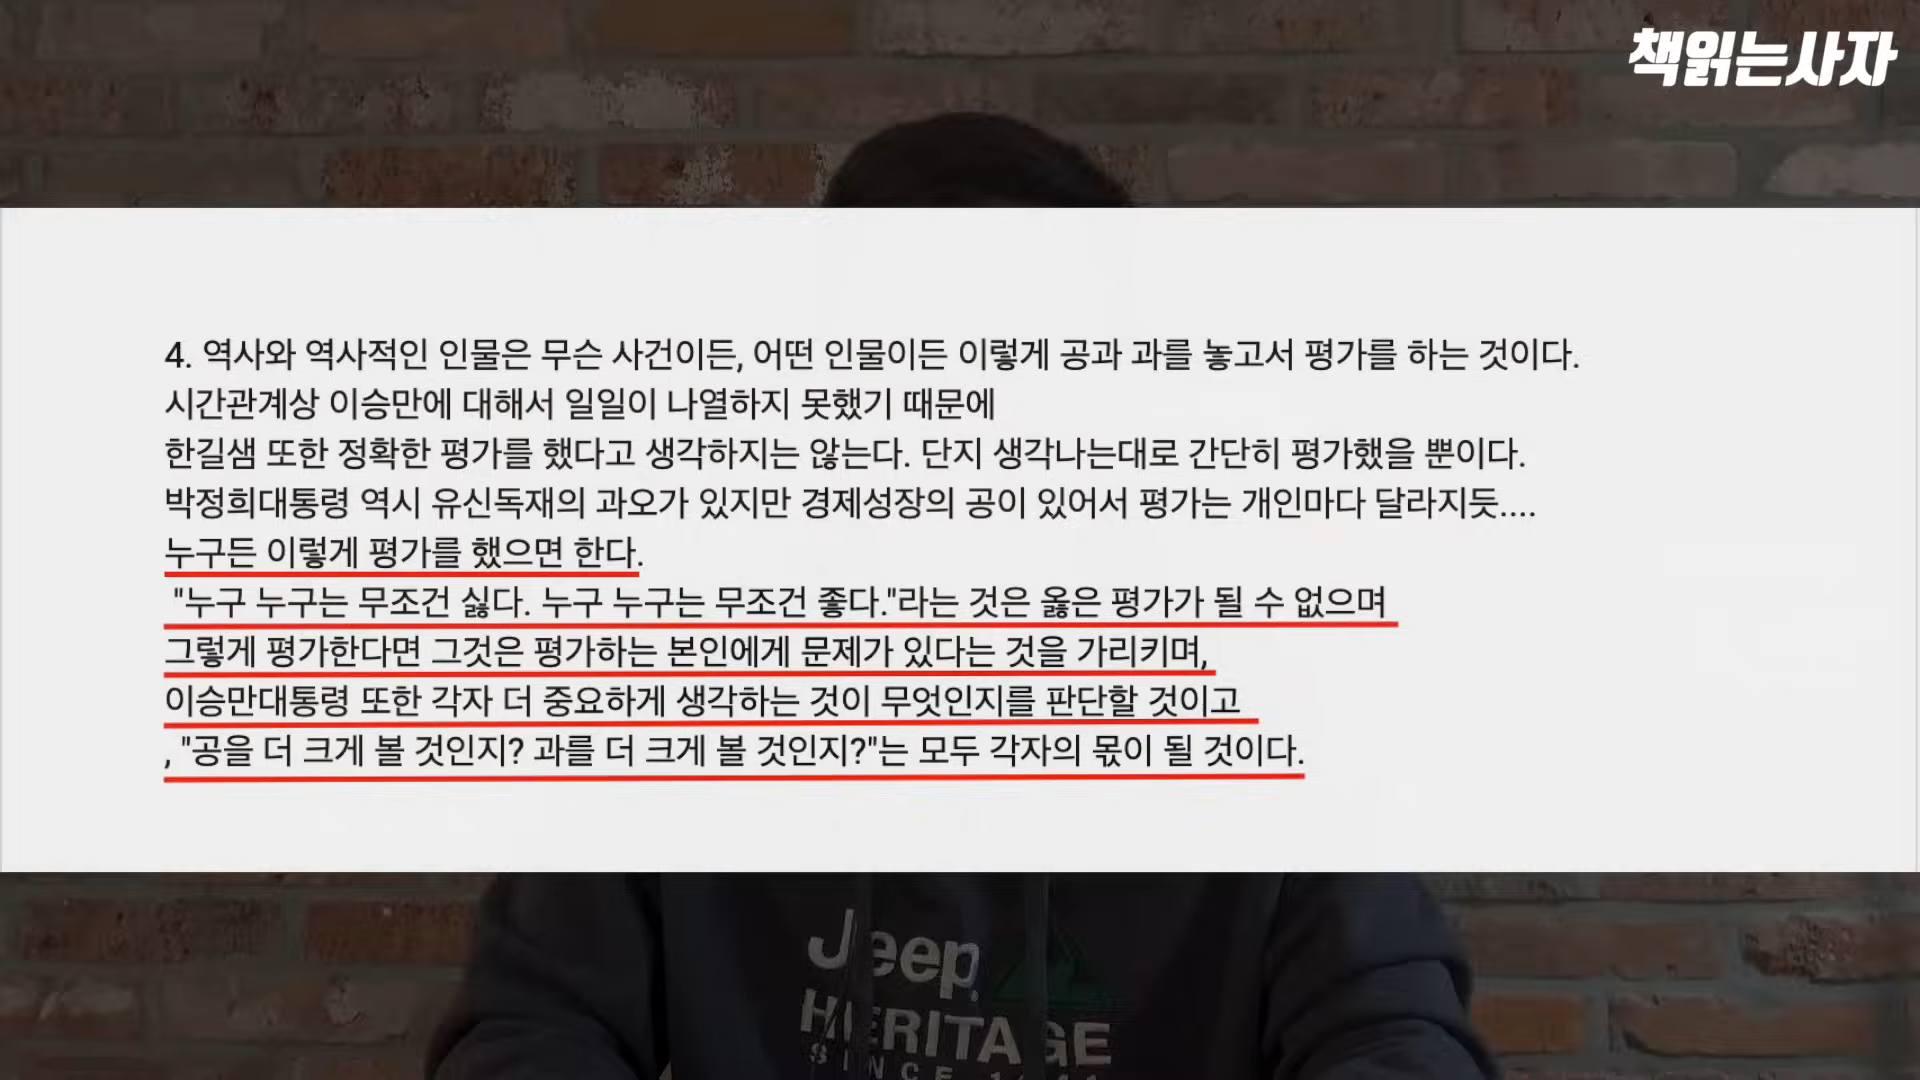 책읽는사자
4. 역사와 역사적인 인물은 무슨 사건이든, 어떤 인물이든 이렇게 공과 과를 놓고서 평가를 하는 것이다.
시간관계상 이승만에 대해서 일일이 나열하지 못했기 때문에
한길샘 또한 정확한 평가를 했다고 생각하지는 않는다. 단지 생각나는대로 간단히 평가했을 뿐이다.
박정희대통령 역시 유신독재의 과오가 있지만 경제성장의 공이 있어서 평가는 개인마다 달라지듯....
누구든 이렇게 평가를 했으면 한다.
"누구 누구는 무조건 싫다. 누구 누구는 무조건 좋다."라는 것은 옳은 평가가 될 수 없으며
그렇게 평가한다면 그것은 평가하는 본인에게 문제가 있다는 것을 가리키며,
이승만대통령 또한 각자 더 중요하게 생각하는 것이 무엇인지를 판단할 것이고
, "공을 더 크게 볼 것인지? 과를 더 크게 볼 것인지?"는 모두 각자의 몫이 될 것이다.
Jeep
HERITAGE
SINCE